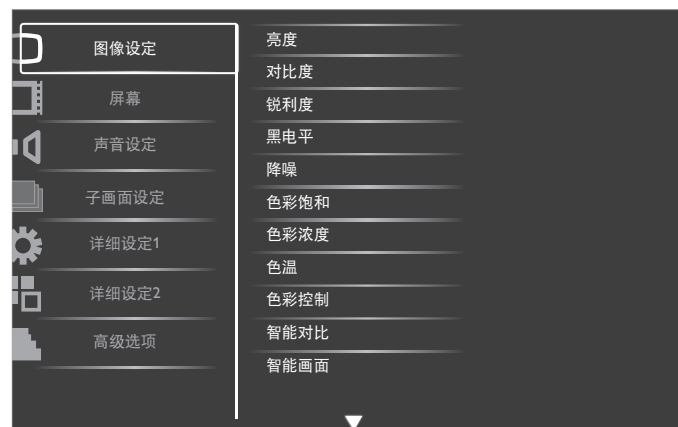 图像设定
屏幕
声音设定
子画面设定
详细设定1
详细设定2
高级选项
亮度
对比度
锐利度
黑电平
降噪
色彩饱和
色彩浓度
色温
色彩控制
智能对比
智能画面